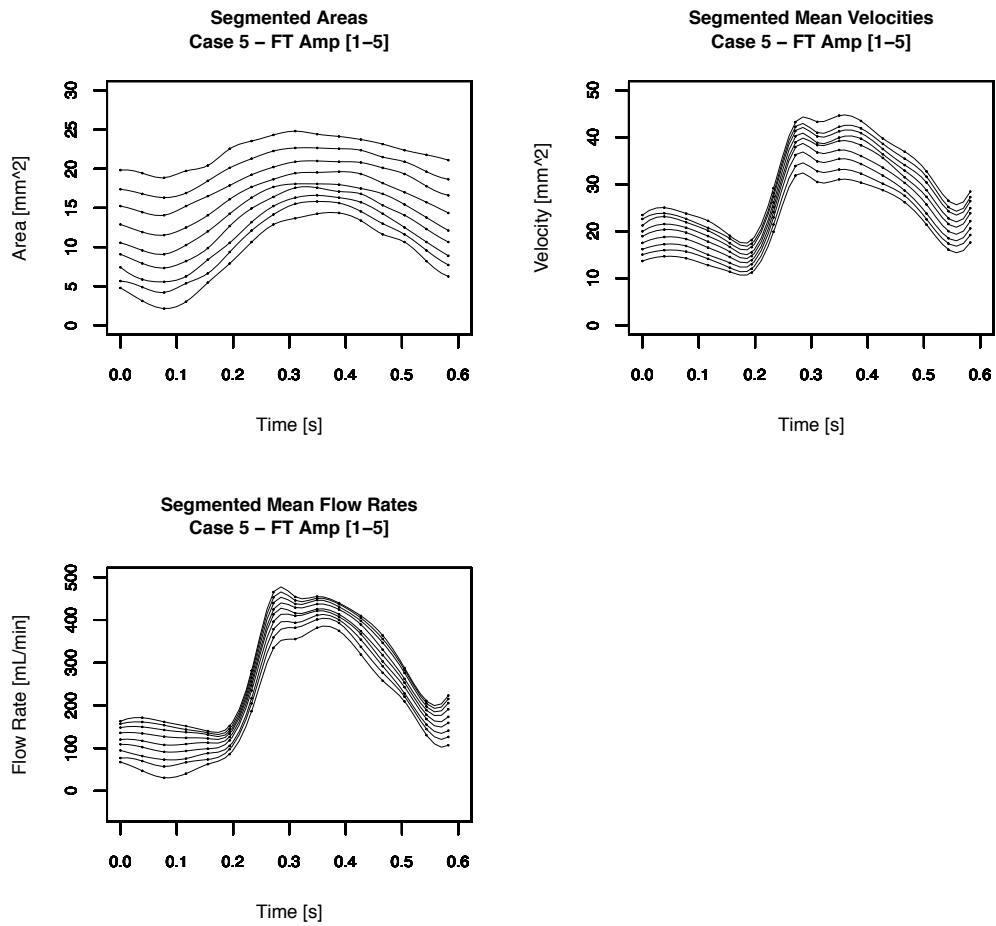 Segmented Areas
Case 5 – FT Amp [1–5]
Area [mm^2]
30
25
20
15
10
5
0
0.0 0.1 0.2 0.3 0.4 0.5 0.6
Time [s]
Segmented Mean Velocities
Case 5 – FT Amp [1–5]
Velocity [mm^2]
50
40
30
20
10
0
0.0 0.1 0.2 0.3 0.4 0.5 0.6
Time [s]
Segmented Mean Flow Rates
Case 5 – FT Amp [1–5]
Flow Rate [mL/min]
500
400
300
200
100
0
0.0 0.1 0.2 0.3 0.4 0.5 0.6
Time [s]